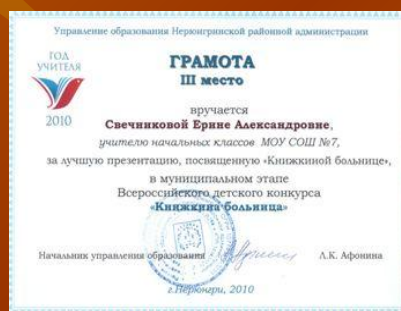 Управление образования Нерюнгринской районной администрации
ГОД
УЧИТЕЛЯ
2010
ГРАМОТА
III место
вручается
Свечниковой Ерине Александровне,
учителю начальных классов МОУ СОШ №7,
за лучшую презентацию, посвященную «Книжкиной больнице»,
в муниципальном этапе
Всероссийского детского конкурса
«Книжкина больница»
Начальник управления образования
Л.К. Афонина
г.Нерюнгри, 2010